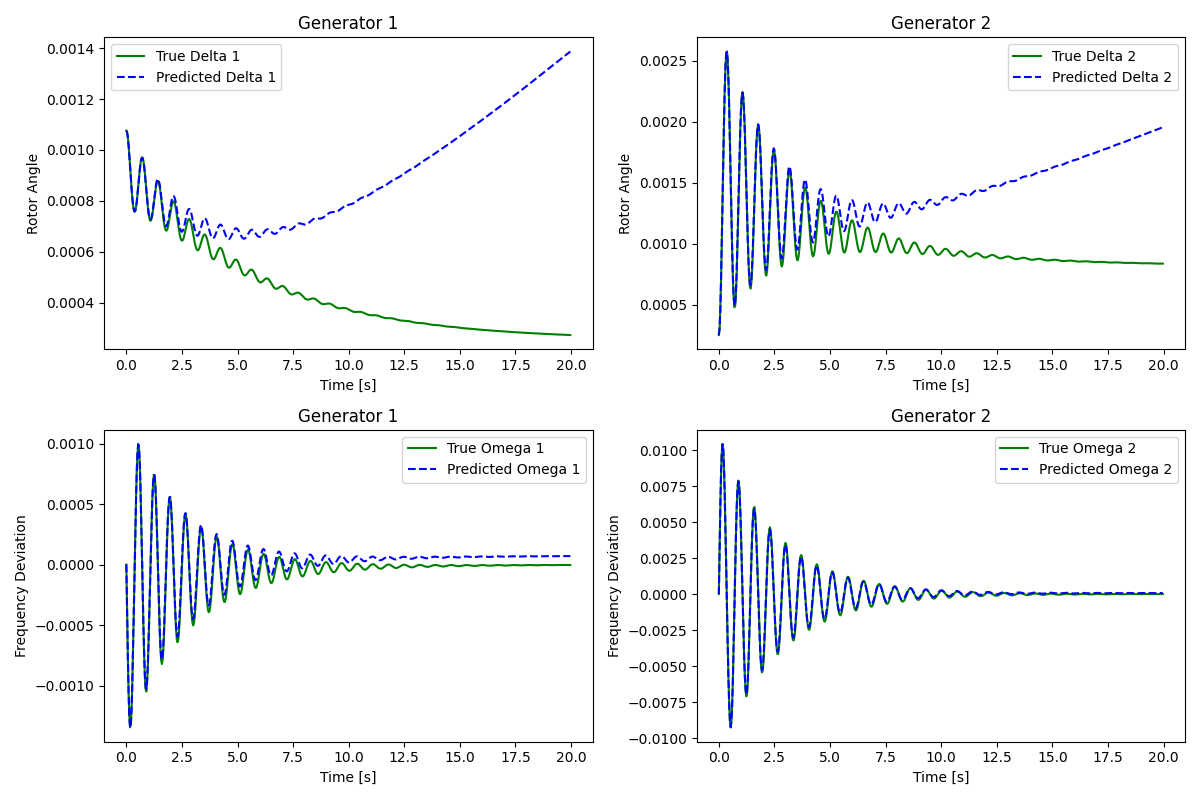 Generator 1
True Delta 1
Predicted Delta 1
0.0014
0.0012
0.0010
0.0008
0.0006
0.0004
Rotor Angle
0.0 2.5 5.0 7.5 10.0 12.5 15.0 17.5 20.0
Time [s]
Generator 2
True Delta 2
Predicted Delta 2
0.0025
0.0020
0.0015
0.0010
0.0005
Rotor Angle
0.0 2.5 5.0 7.5 10.0 12.5 15.0 17.5 20.0
Time [s]
Generator 1
True Omega 1
Predicted Omega 1
0.0010
0.0005
0.0000
−0.0005
−0.0010
Frequency Deviation
0.0 2.5 5.0 7.5 10.0 12.5 15.0 17.5 20.0
Time [s]
Generator 2
True Omega 2
Predicted Omega 2
0.0100
0.0075
0.0050
0.0025
0.0000
−0.0025
−0.0050
−0.0075
−0.0100
Frequency Deviation
0.0 2.5 5.0 7.5 10.0 12.5 15.0 17.5 20.0
Time [s]